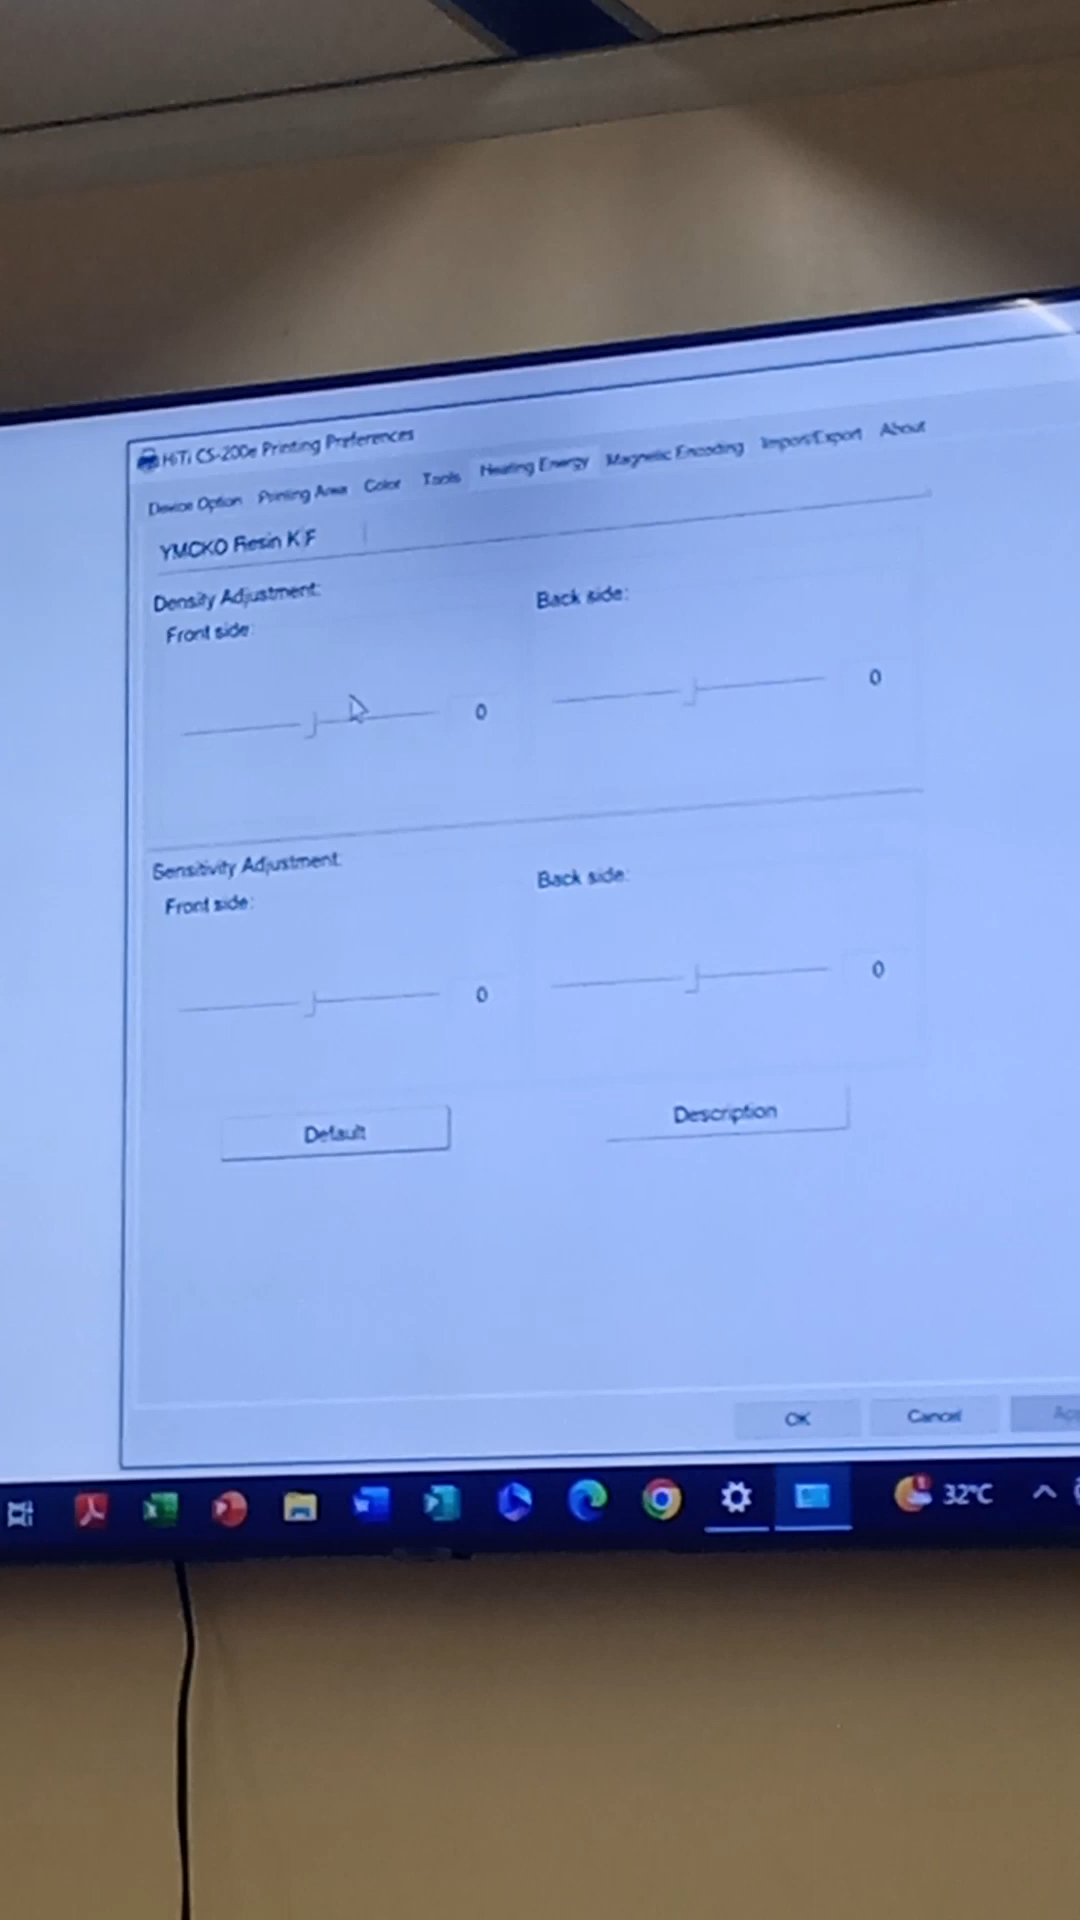 HiTi CS-200e Printing Preferences
Device Option Printing Area Color Tools Heating Energy Magnetic Encoding Import/Export About
YMCKO Resin K F
Density Adjustment:
Front side:
Back side:
0
0
Sensitivity Adjustment:
Front side:
Back side:
0
0
Default
Description
OK
Cancel
32°C